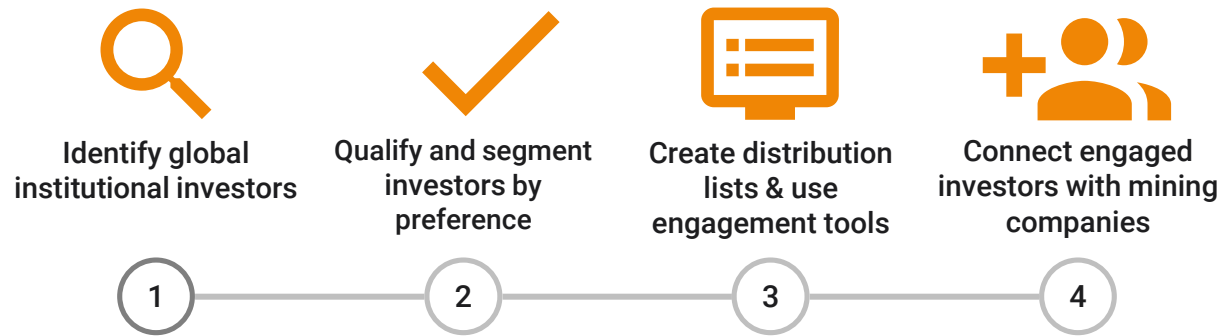 Identify global
institutional investors
Qualify and segment
investors by
preference
Create distribution
lists & use
engagement tools
Connect engaged
investors with mining
companies
1
2
3
4